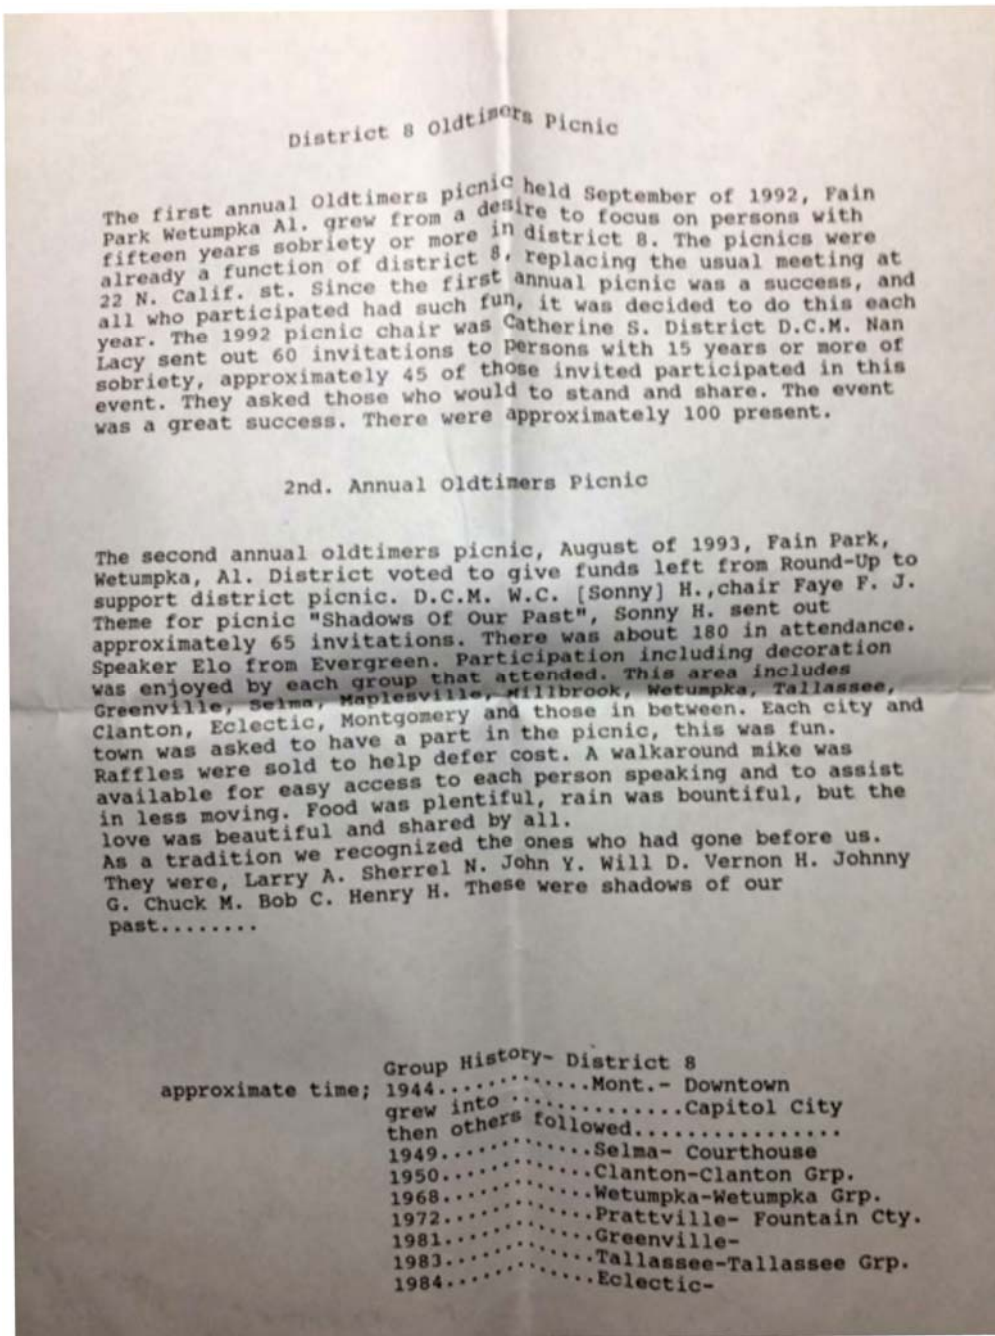 District 8 Oldtimers Picnic
The first annual Oldtimers picnic held September of 1992, Fain
Park Wetumpka Al. grew from a desire to focus on persons with
fifteen years sobriety or more in district 8. The picnics were
already a function of district 8, replacing the usual meeting at
22 N. Calif. st. Since the first annual picnic was a success, and
all who participated had such fun, it was decided to do this each
year. The 1992 picnic chair was Catherine S. District D.C.M. Nan
Lacy sent out 60 invitations to persons with 15 years or more of
sobriety, approximately 45 of those invited participated in this
event. They asked those who would to stand and share. The event
was a great success. There were approximately 100 present.
2nd. Annual Oldtimers Picnic
The second annual oldtimers picnic, August of 1993, Fain Park,
Wetumpka, Al. District voted to give funds left from Round-Up to
support district picnic. D.C.M. W.C. [Sonny] H.,chair Faye F. J.
Theme for picnic "Shadows Of Our Past", Sonny H. sent out
approximately 65 invitations. There was about 180 in attendance.
Speaker Elo from Evergreen. Participation including decoration
was enjoyed by each group that attended. This area includes
Greenville, Selma, Maplesville, Millbrook, Wetumpka, Tallassee,
Clanton, Eclectic, Montgomery and those in between. Each city and
town was asked to have a part in the picnic, this was fun.
Raffles were sold to help defer cost. A walkaround mike was
available for easy access to each person speaking and to assist
in less moving. Food was plentiful, rain was bountiful, but the
love was beautiful and shared by all.
As a tradition we recognized the ones who had gone before us.
They were, Larry A. Sherrel N. John Y. Will D. Vernon H. Johnny
G. Chuck M. Bob C. Henry H. These were shadows of our
past........
Group History- District 8
approximate time; 1944.............Mont.- Downtown
grew into ..............Capitol City
then others followed................
1949.............Selma- Courthouse
1950.............Clanton-Clanton Grp.
1968.............Wetumpka-Wetumpka Grp.
1972.............Prattville- Fountain Cty.
1981.............Greenville-
1983.............Tallassee-Tallassee Grp.
1984.............Eclectic-